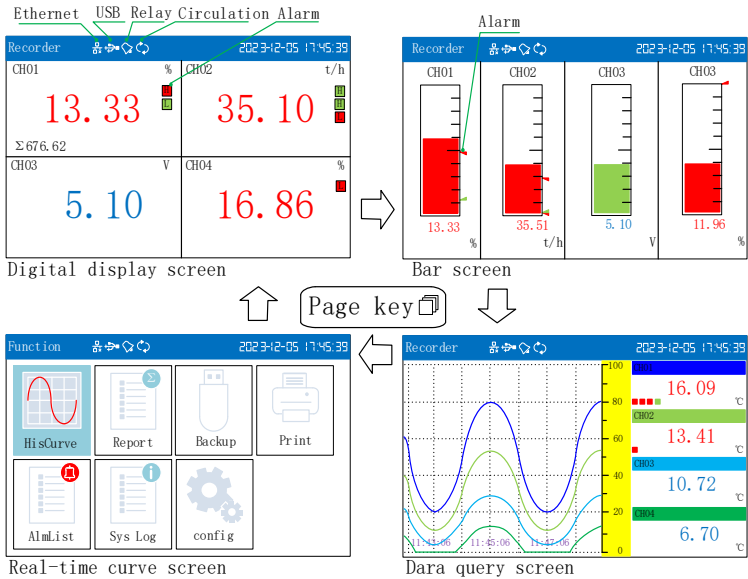 Ethernet USB Relay Circulation Alarm
Recorder 2023-12-05 17:45:39
CH01 %
13.33
H
L
Σ676.62
CH02 t/h
35.10
H
H
L
CH03 V
5.10
CH04 %
16.86
L
Digital display screen
Alarm
Recorder 2023-12-05 17:45:39
CH01 CH02 CH03 CH03
13.33 35.51 5.10 11.96
% t/h V %
Bar screen
Page key
Function 2023-12-05 17:45:39
HisCurve Report Backup Print
Σ
AlmList Sys Log config
i
Real-time curve screen
Recorder 2023-12-05 17:45:39
100
80
60
40
20
0
11:43:06 11:45:06 11:47:06
CH01
16.09
℃
CH02
13.41
℃
CH03
10.72
℃
CH04
6.70
℃
Dara query screen